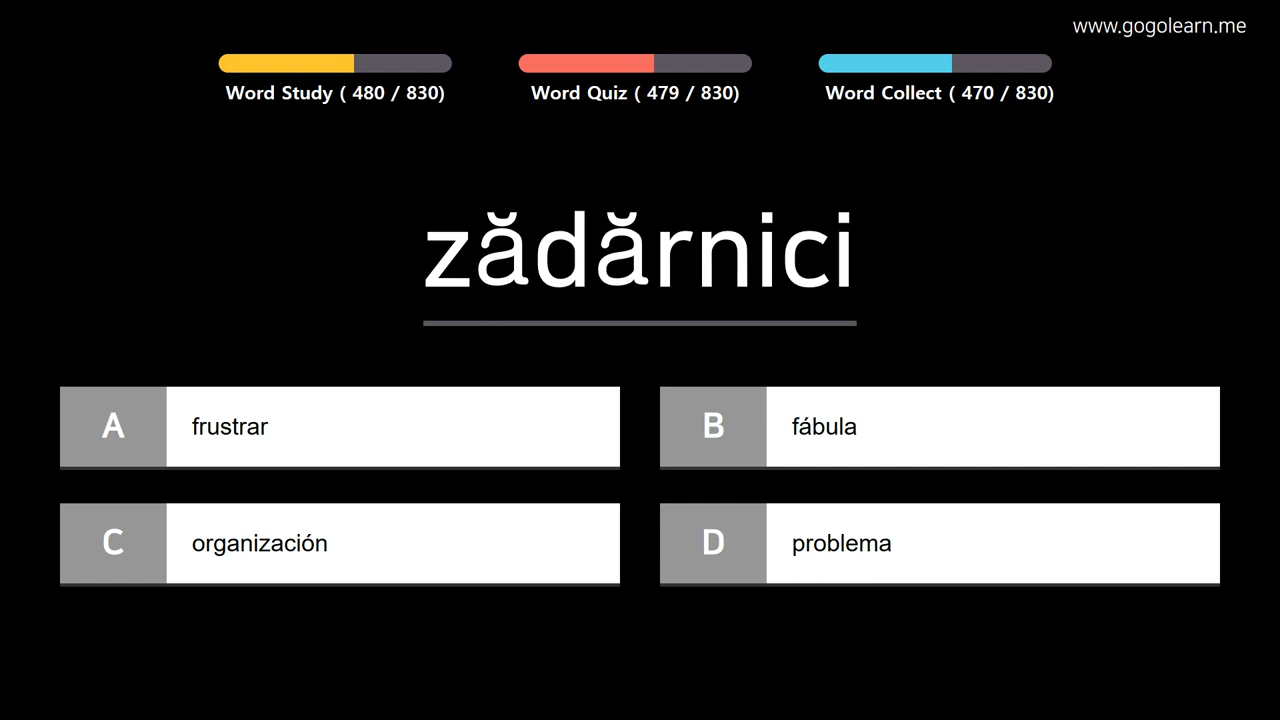 www.gogolearn.me
Word Study ( 480 / 830)
Word Quiz ( 479 / 830)
Word Collect ( 470 / 830)
zădărnici
A frustrar
B fábula
C organización
D problema